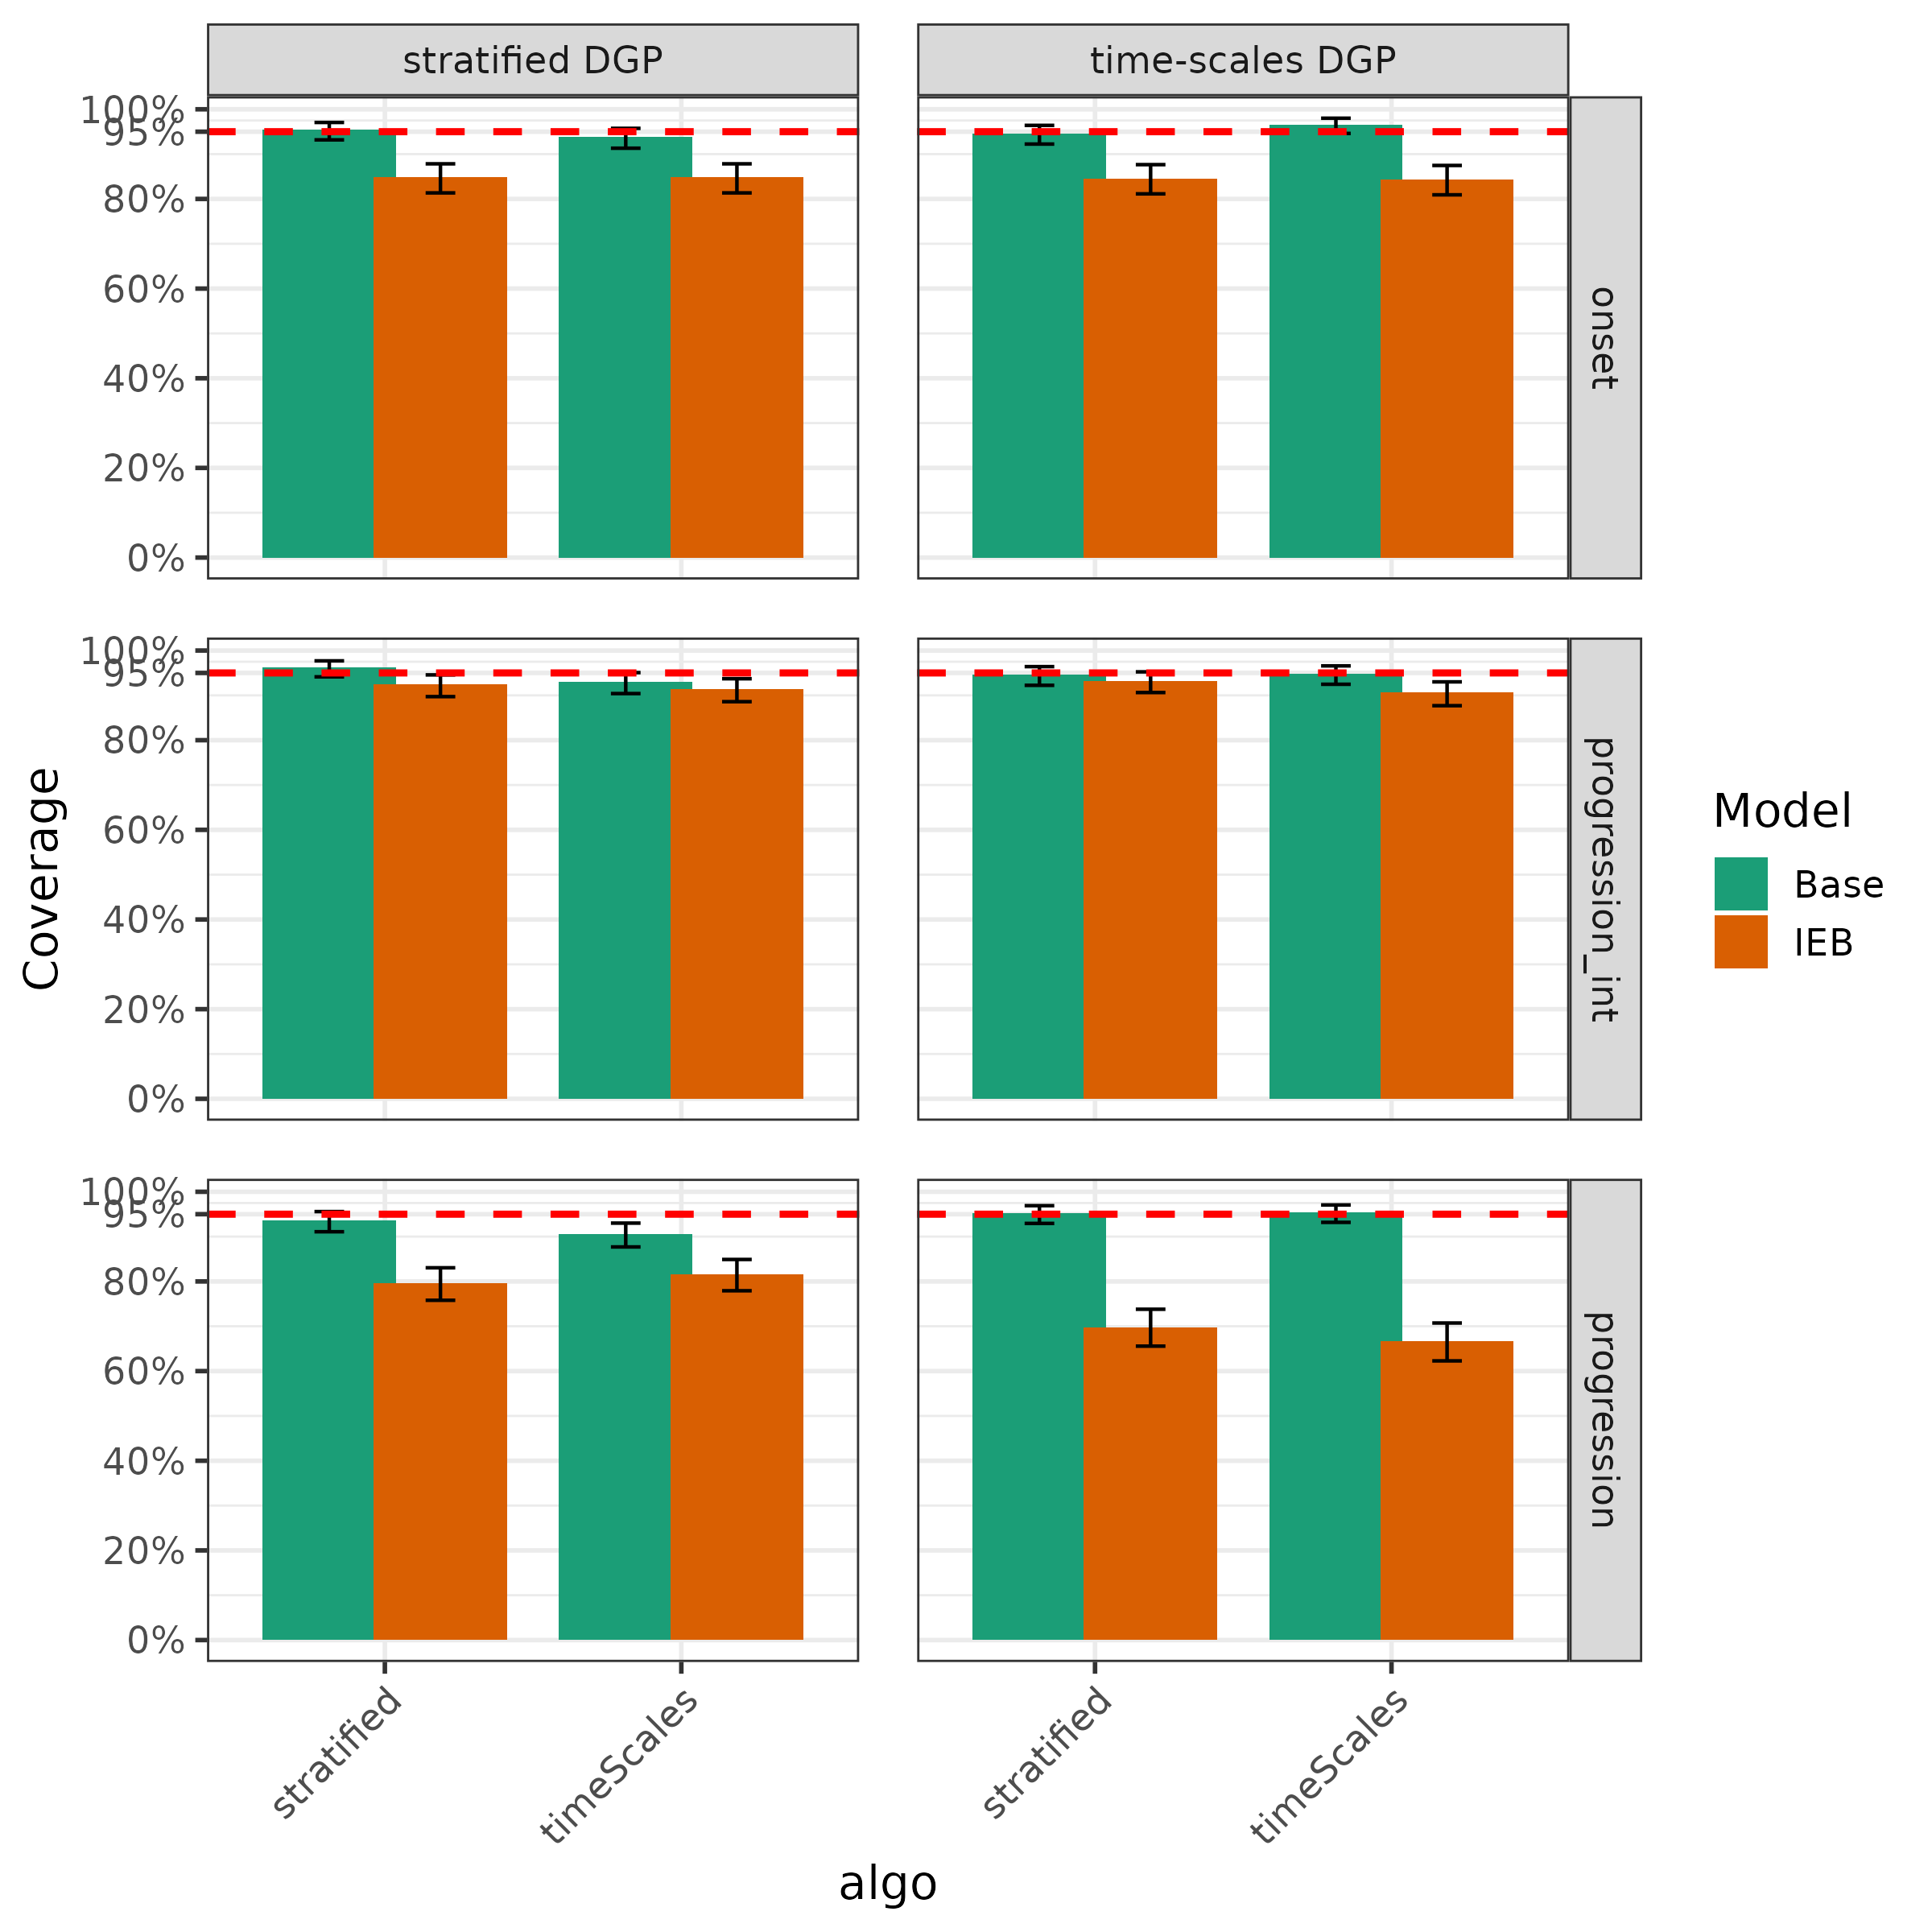 stratified DGP
time-scales DGP
100%
95%
80%
60%
40%
20%
0%
onset
100%
95%
80%
60%
40%
20%
0%
progression_int
100%
95%
80%
60%
40%
20%
0%
progression
Coverage
stratified
timeScales
stratified
timeScales
algo
Model
Base
IEB